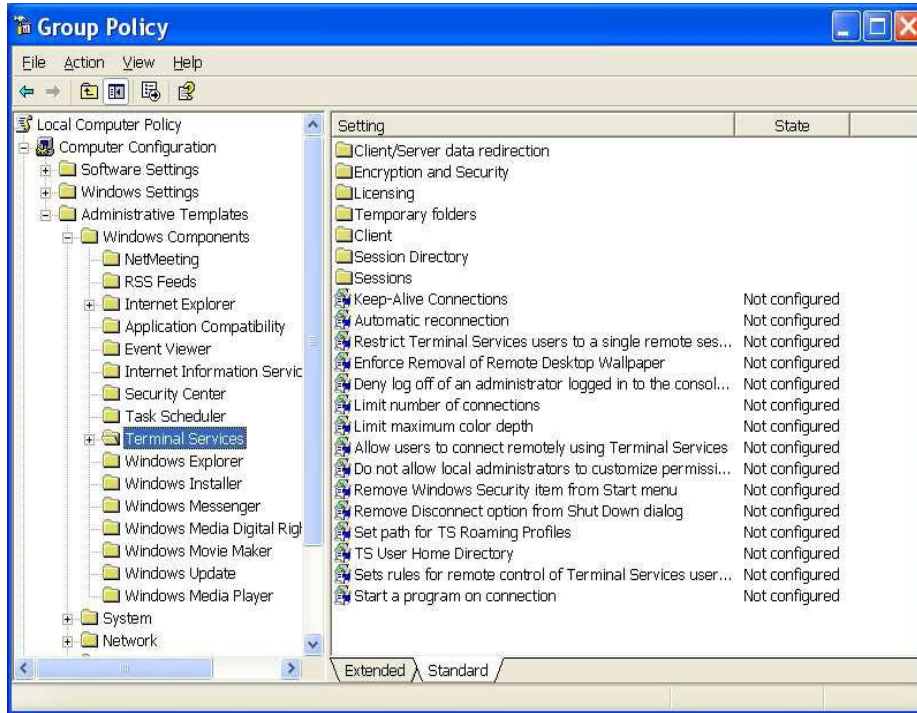 Group Policy
File Action View Help
Local Computer Policy
Computer Configuration
Software Settings
Windows Settings
Administrative Templates
Windows Components
NetMeeting
RSS Feeds
Internet Explorer
Application Compatibility
Event Viewer
Internet Information Servic
Security Center
Task Scheduler
Terminal Services
Windows Explorer
Windows Installer
Windows Messenger
Windows Media Digital Righ
Windows Movie Maker
Windows Update
Windows Media Player
System
Network
Setting State
Client/Server data redirection
Encryption and Security
Licensing
Temporary folders
Client
Session Directory
Sessions
Keep-Alive Connections Not configured
Automatic reconnection Not configured
Restrict Terminal Services users to a single remote ses... Not configured
Enforce Removal of Remote Desktop Wallpaper Not configured
Deny log off of an administrator logged in to the consol... Not configured
Limit number of connections Not configured
Limit maximum color depth Not configured
Allow users to connect remotely using Terminal Services Not configured
Do not allow local administrators to customize permissi... Not configured
Remove Windows Security item from Start menu Not configured
Remove Disconnect option from Shut Down dialog Not configured
Set path for TS Roaming Profiles Not configured
TS User Home Directory Not configured
Sets rules for remote control of Terminal Services user... Not configured
Start a program on connection Not configured
Extended Standard